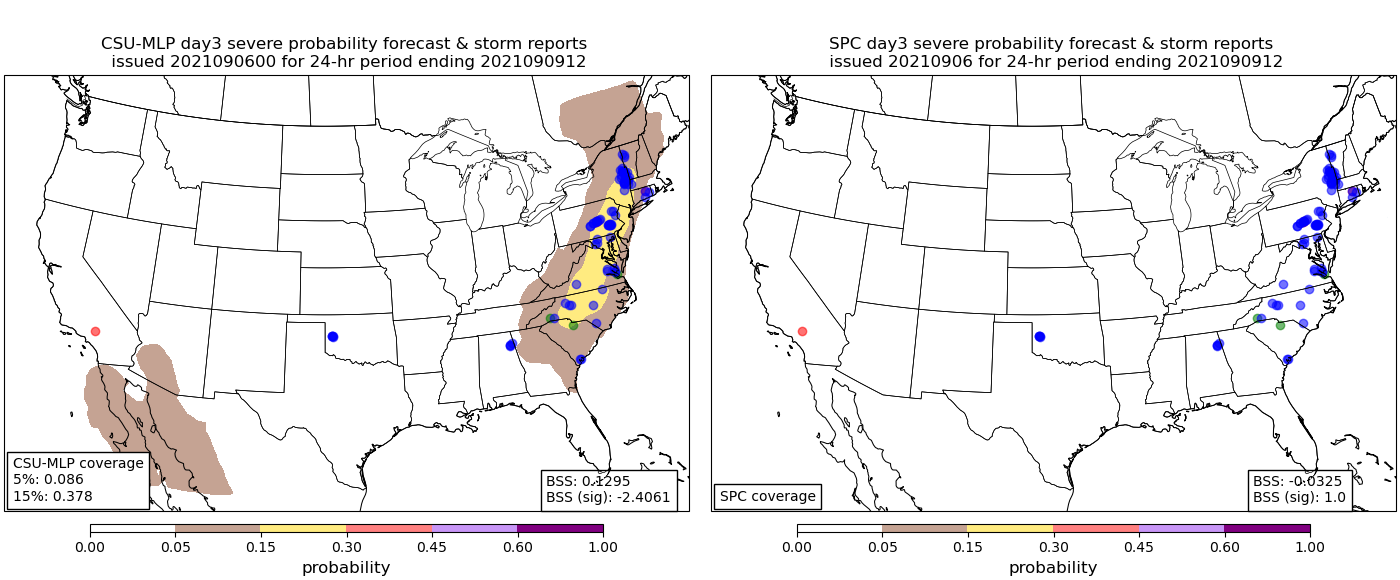 CSU-MLP day3 severe probability forecast & storm reports
issued 2021090600 for 24-hr period ending 2021090912
CSU-MLP coverage
5%: 0.086
15%: 0.378
BSS: 0.1295
BSS (sig): -2.4061
0.00 0.05 0.15 0.30 0.45 0.60 1.00
probability
SPC day3 severe probability forecast & storm reports
issued 20210906 for 24-hr period ending 2021090912
SPC coverage
BSS: -0.0325
BSS (sig): 1.0
0.00 0.05 0.15 0.30 0.45 0.60 1.00
probability